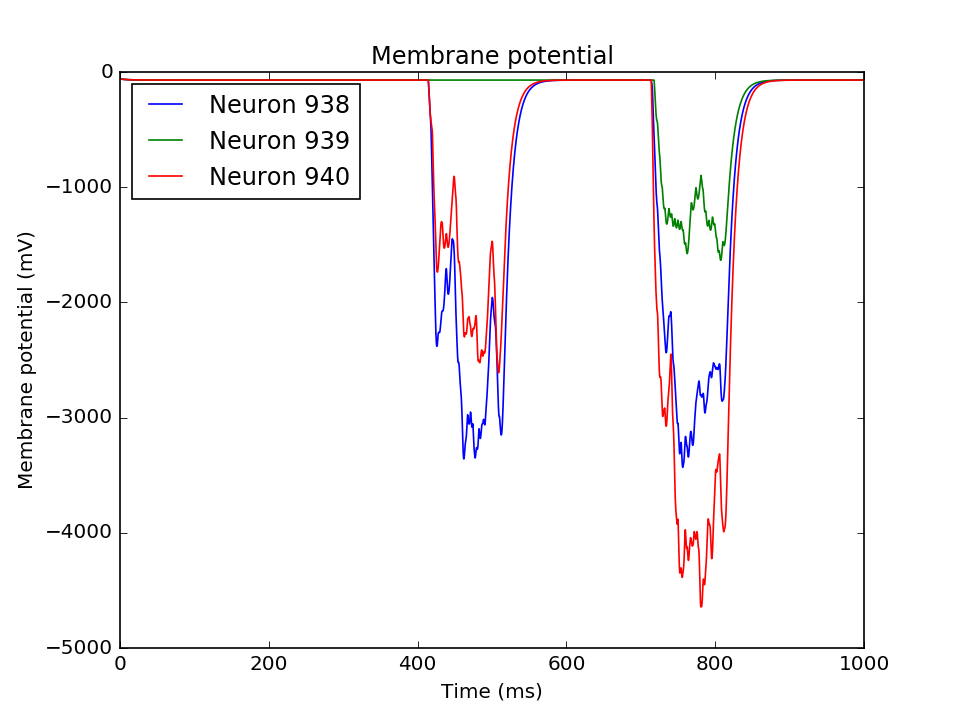 Membrane potential
Neuron 938
Neuron 939
Neuron 940
Membrane potential (mV)
0
−1000
−2000
−3000
−4000
−5000
0 200 400 600 800 1000
Time (ms)